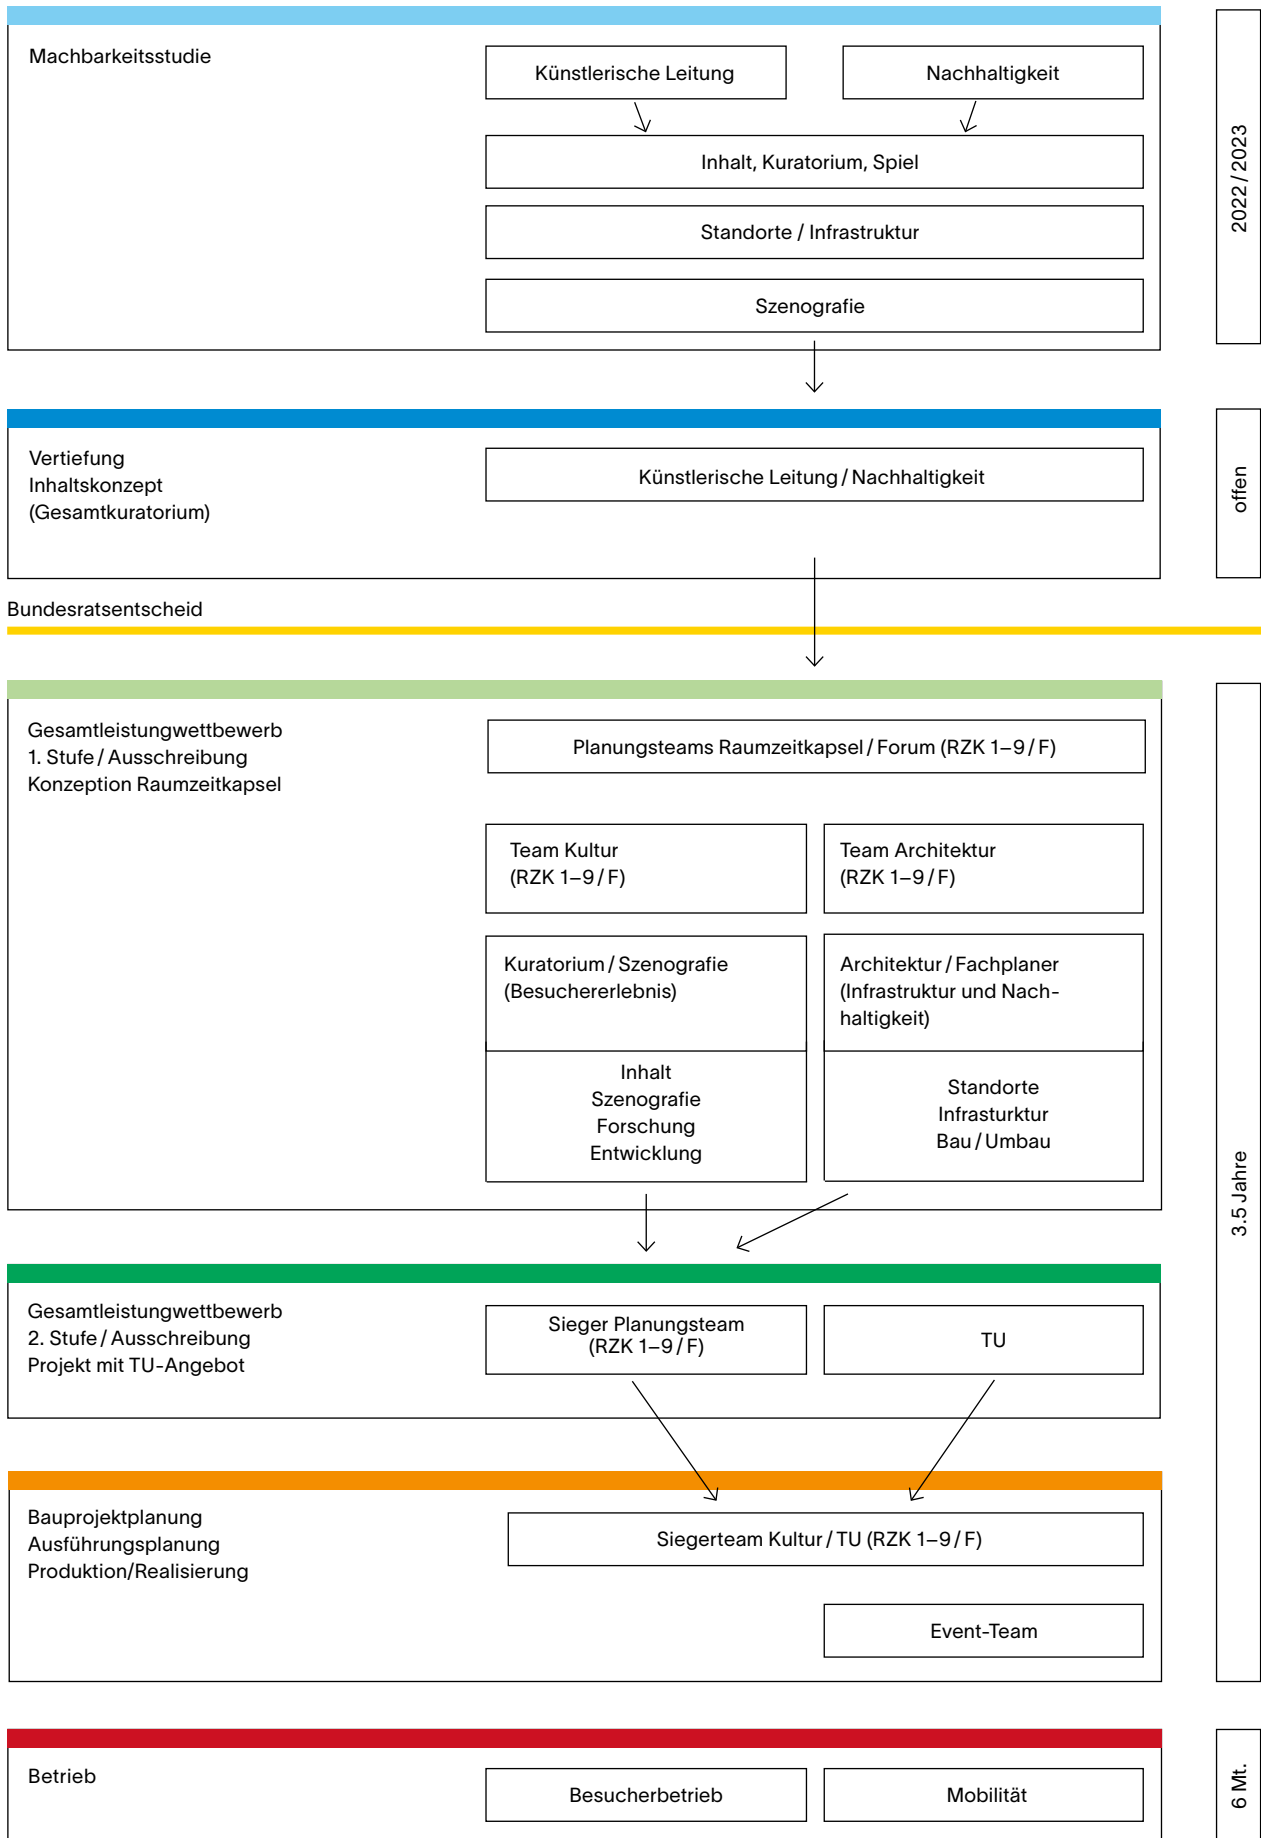 Machbarkeitsstudie
Künstlerische Leitung
Nachhaltigkeit
Inhalt, Kuratorium, Spiel
Standorte / Infrastruktur
Szenografie
2022 / 2023
Vertiefung
Inhaltskonzept
(Gesamtkuratorium)
Künstlerische Leitung / Nachhaltigkeit
offen
Bundesratsentscheid
Gesamtleistungwettbewerb
1. Stufe / Ausschreibung
Konzeption Raumzeitkapsel
Planungsteams Raumzeitkapsel / Forum (RZK 1–9 / F)
Team Kultur
(RZK 1–9 / F)
Team Architektur
(RZK 1–9 / F)
Kuratorium / Szenografie
(Besuchererlebnis)
Architektur / Fachplaner
(Infrastruktur und Nach-
haltigkeit)
Inhalt
Szenografie
Forschung
Entwicklung
Standorte
Infrasturktur
Bau / Umbau
3.5 Jahre
Gesamtleistungwettbewerb
2. Stufe / Ausschreibung
Projekt mit TU-Angebot
Sieger Planungsteam
(RZK 1–9 / F)
TU
Bauprojektplanung
Ausführungsplanung
Produktion/Realisierung
Siegerteam Kultur / TU (RZK 1–9 / F)
Event-Team
Betrieb
Besucherbetrieb
Mobilität
6 Mt.